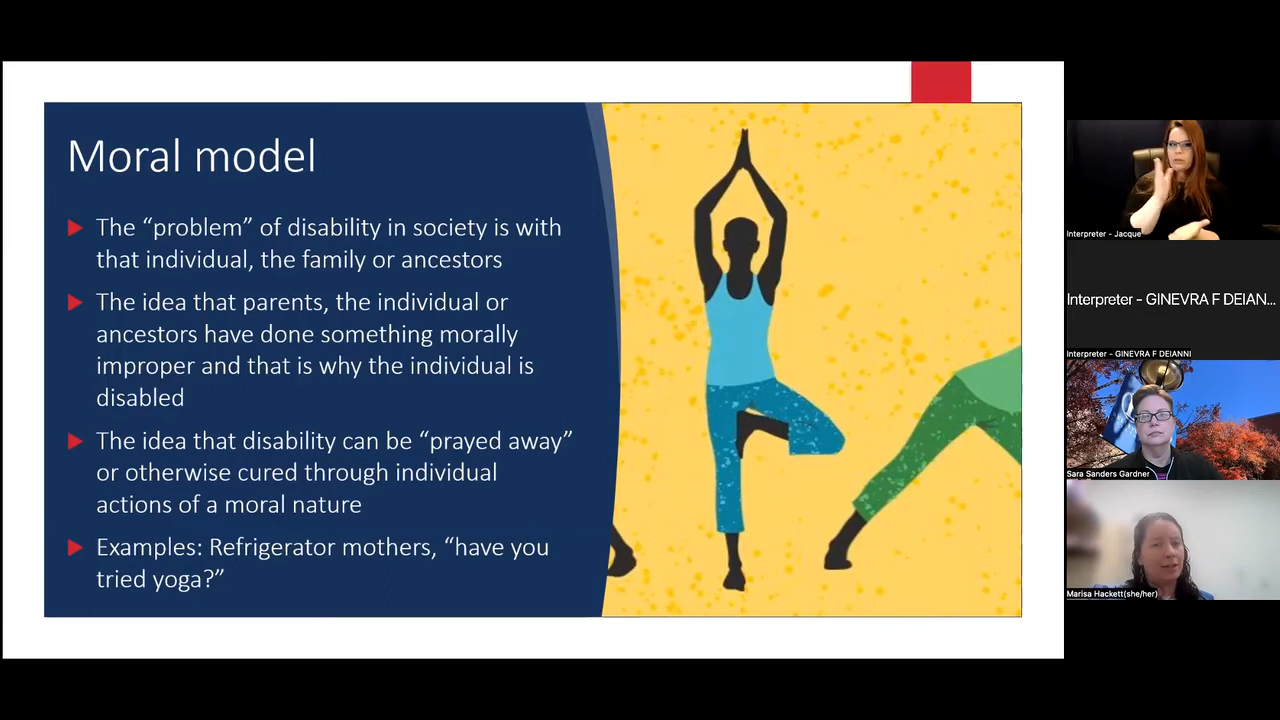 Moral model
The “problem” of disability in society is with
that individual, the family or ancestors
The idea that parents, the individual or
ancestors have done something morally
improper and that is why the individual is
disabled
The idea that disability can be “prayed away”
or otherwise cured through individual
actions of a moral nature
Examples: Refrigerator mothers, “have you
tried yoga?”
Interpreter - Jacque
Interpreter - GINEVRA F DEIAN...
Interpreter - GINEVRA F DEIANNI
Sara Sanders Gardner
Marisa Hackett(she/her)